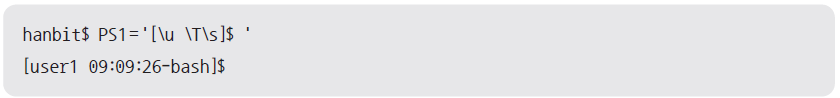 hanbit$ PS1='[\u \T\s]$ '
[user1 09:09:26-bash]$